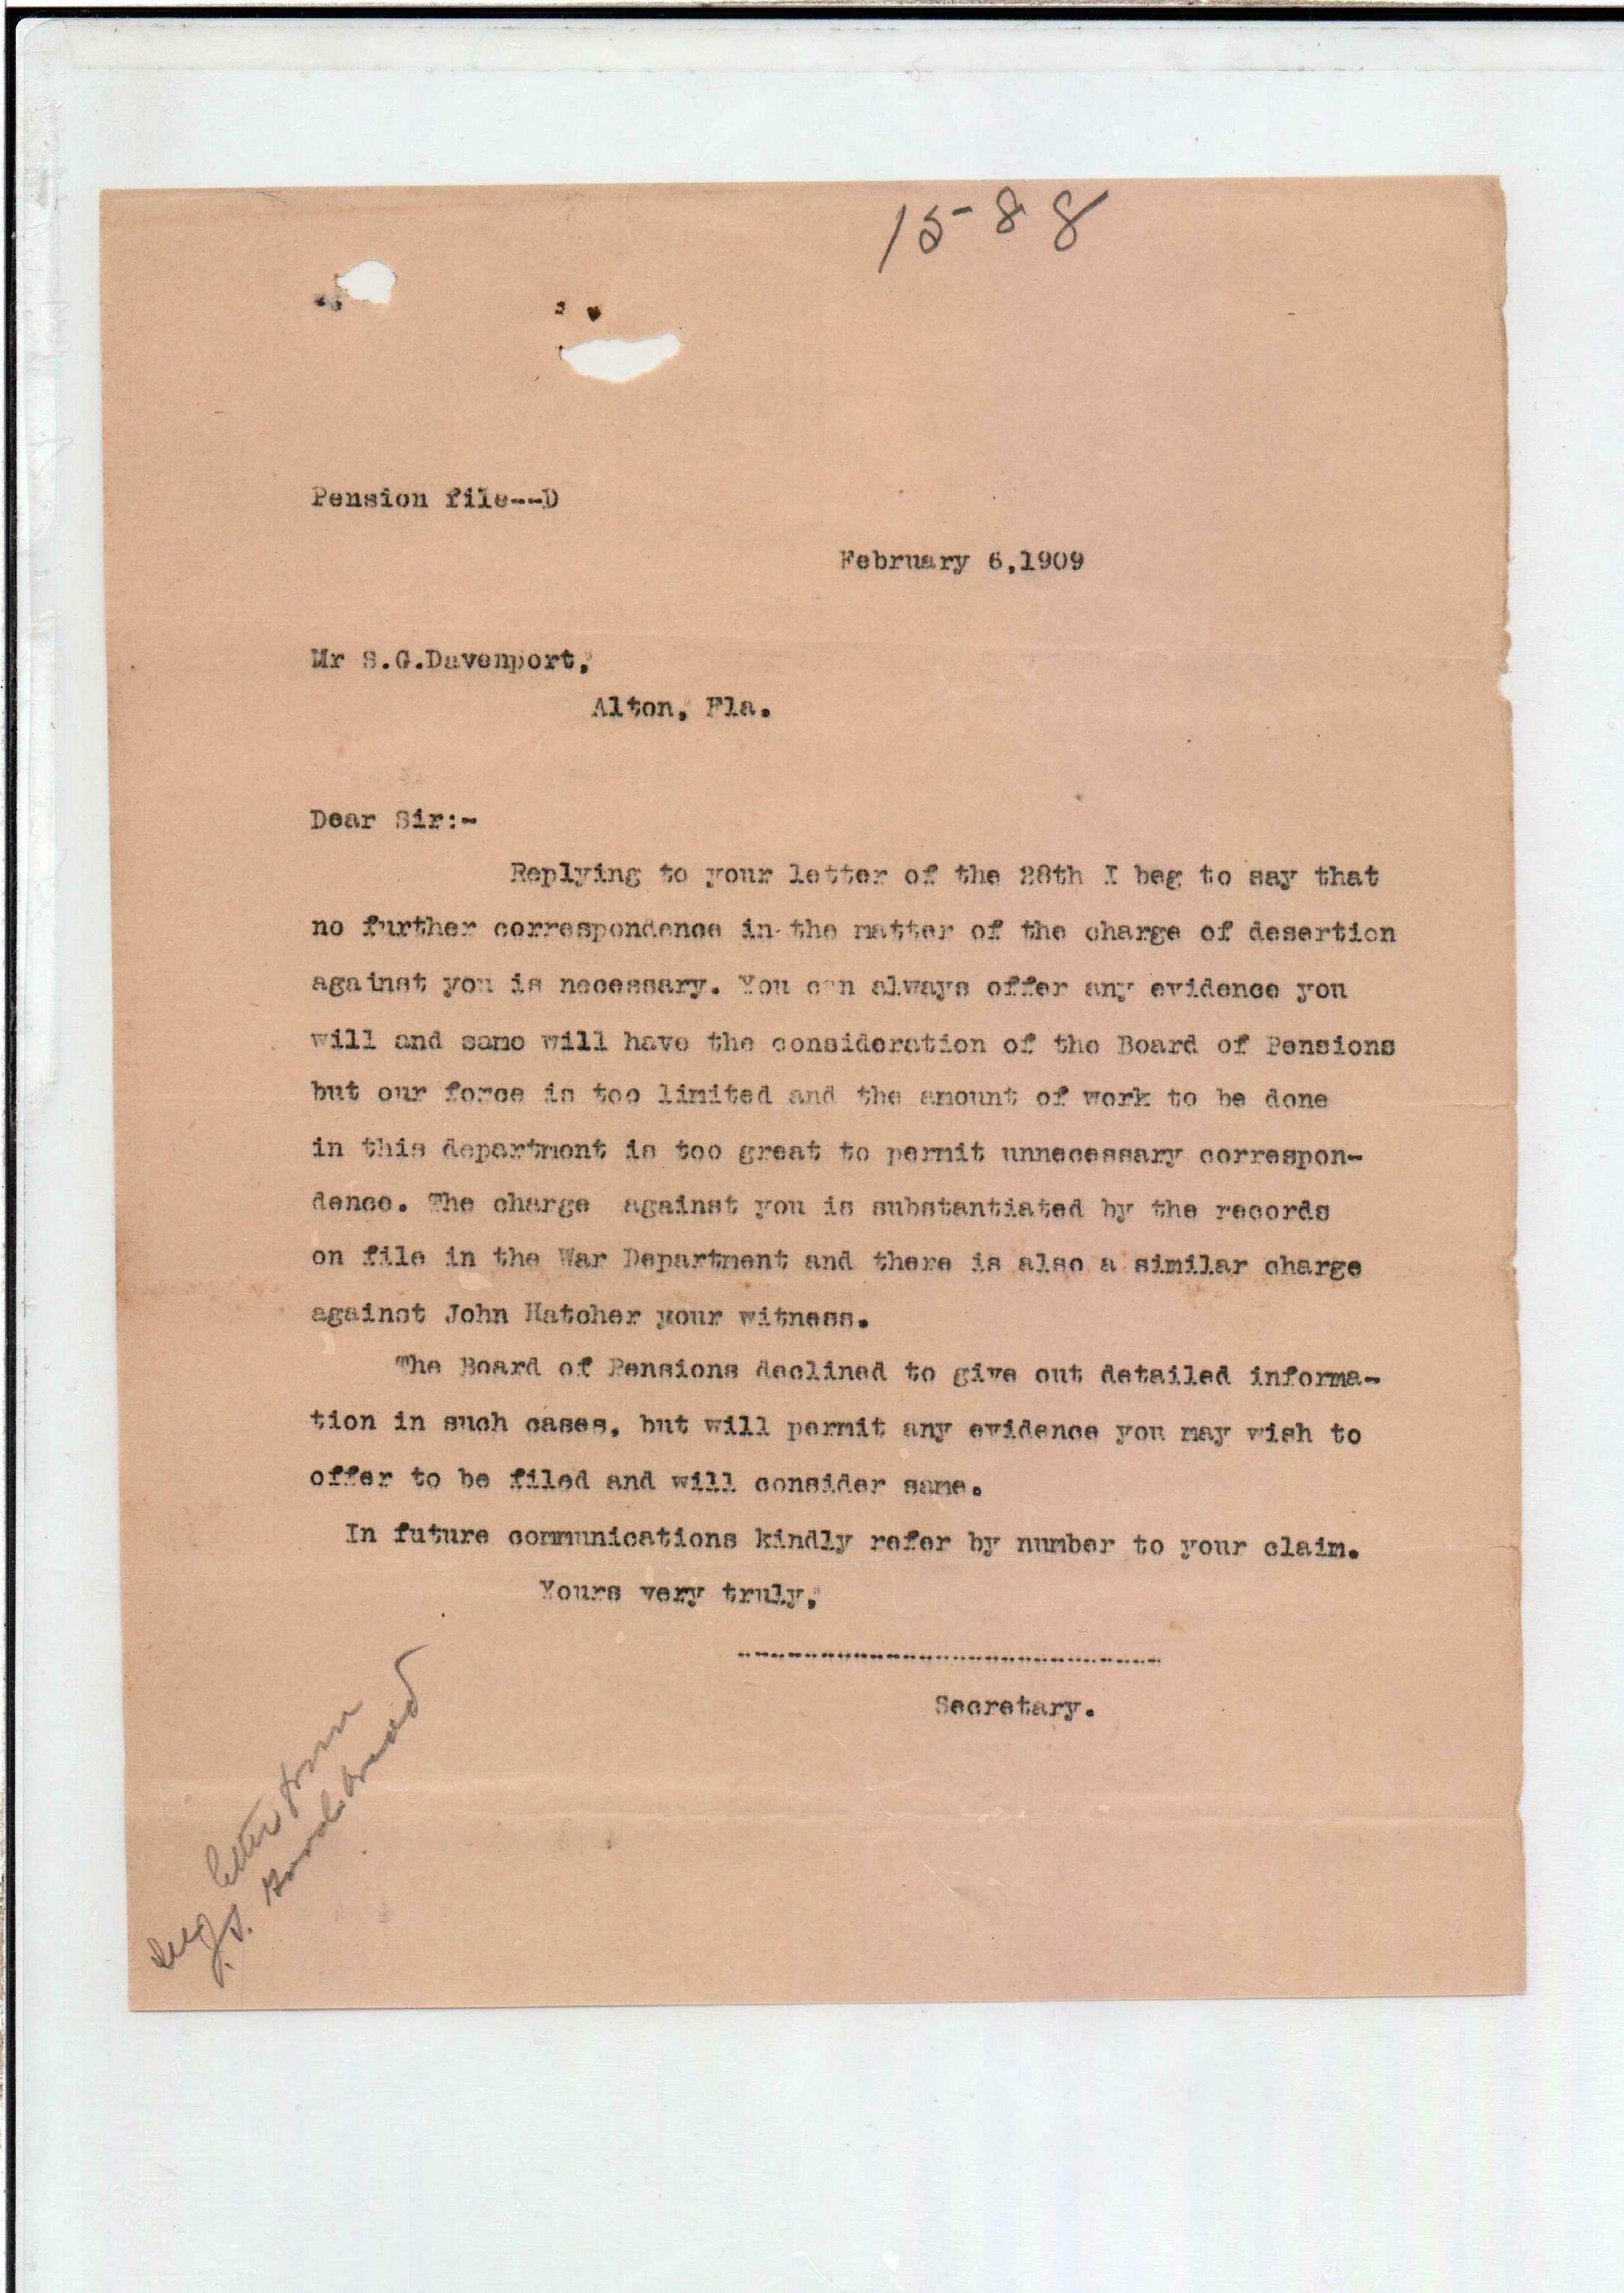 1588
Pension file--D
February 6,1909
Mr S.G.Davenport,
Alton, Fla.
Dear Sir:-
Replying to your letter of the 28th I beg to say that
no further correspondence in the matter of the charge of desertion
against you is necessary. You can always offer any evidence you
will and same will have the consideration of the Board of Pensions
but our force is too limited and the amount of work to be done
in this department is too great to permit unnecessary correspon-
dence. The charge  against you is substantiated by the records
on file in the War Department and there is also a similar charge
against John Hatcher your witness.
The Board of Pensions declined to give out detailed informa-
tion in such cases, but will permit any evidence you may wish to
offer to be filed and will consider same.
In future communications kindly refer by number to your claim.
Yours very truly,
Secretary.
letter from